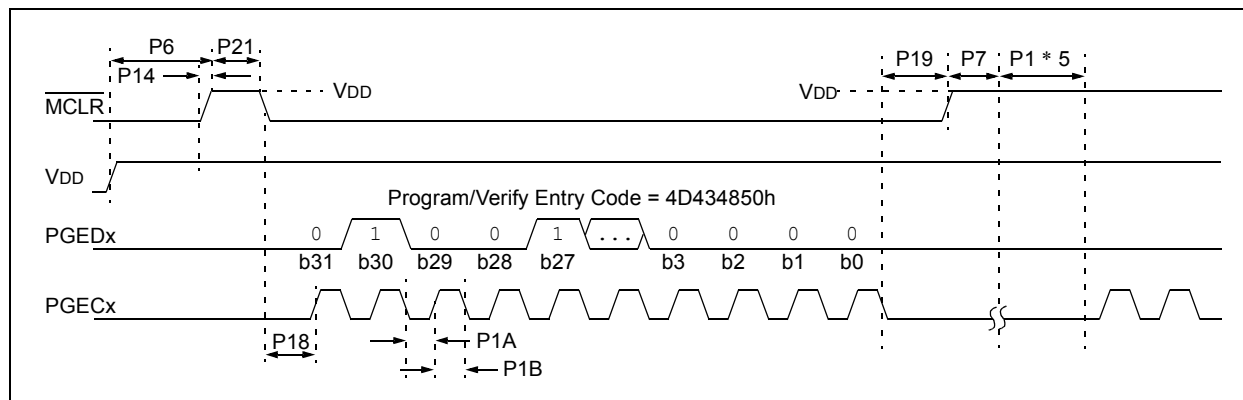 P6 P21 P19 P7 P1 * 5
P14
VDD VDD
MCLR
VDD
Program/Verify Entry Code = 4D434850h
PGEDx 0 1 0 0 1 ... 0 0 0 0
b31 b30 b29 b28 b27 b3 b2 b1 b0
PGECx
P18
P1A
P1B